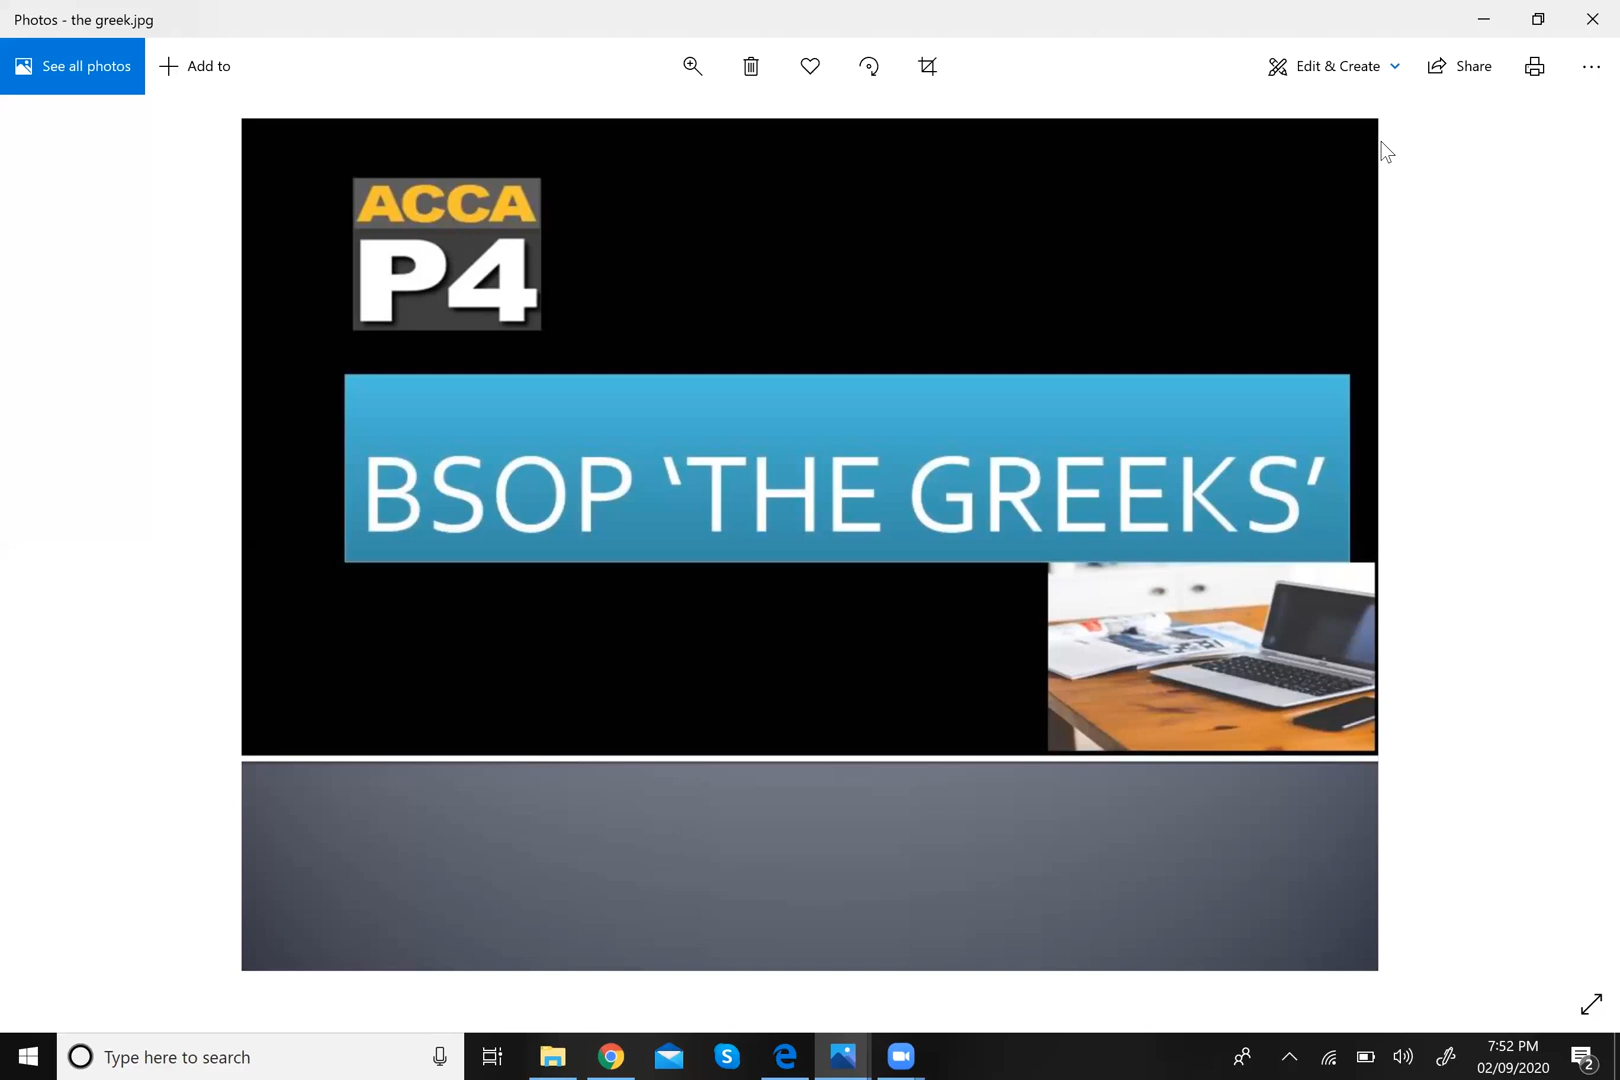 Photos - the greek.jpg
See all photos
Add to
Edit & Create
Share
ACCA
P4
BSOP ‘THE GREEKS’
Type here to search
7:52 PM
02/09/2020
2